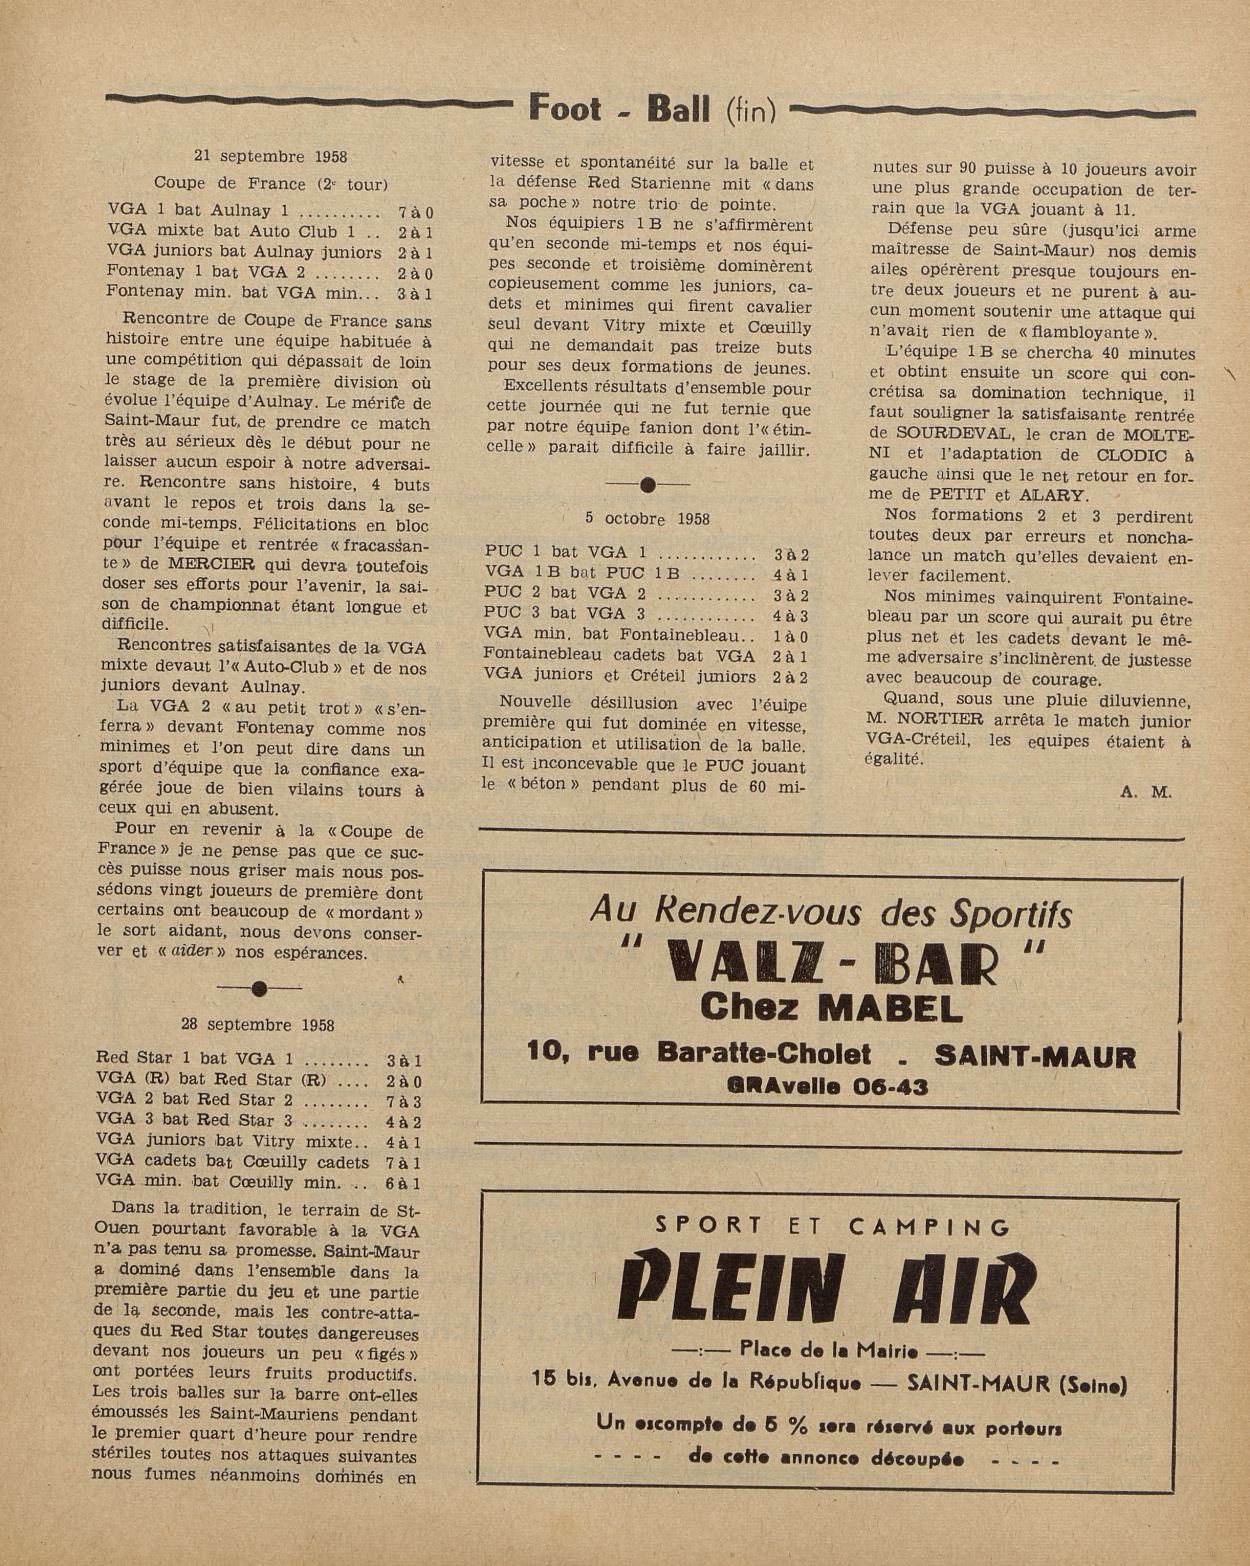 Foot - Ball (fin)
21 septembre 1958
Coupe de France (2e tour)
VGA 1 bat Aulnay 1 .......... 7 à 0
VGA mixte bat Auto Club 1 .. 2 à 1
VGA juniors bat Aulnay juniors 2 à 1
Fontenay 1 bat VGA 2 ........ 2 à 0
Fontenay min. bat VGA min... 3 à 1
Rencontre de Coupe de France sans
histoire entre une équipe habituée à
une compétition qui dépassait de loin
le stage de la première division où
évolue l'équipe d'Aulnay. Le mérite de
Saint-Maur fut, de prendre ce match
très au sérieux dès le début pour ne
laisser aucun espoir à notre adversai-
re. Rencontre sans histoire, 4 buts
avant le repos et trois dans la se-
conde mi-temps. Félicitations en bloc
pour l'équipe et rentrée « fracassan-
te » de MERCIER qui devra toutefois
doser ses efforts pour l'avenir, la sai-
son de championnat étant longue et
difficile.
Rencontres satisfaisantes de la VGA
mixte devaut l'« Auto-Club » et de nos
juniors devant Aulnay.
La VGA 2 « au petit trot » « s'en-
ferra » devant Fontenay comme nos
minimes et l'on peut dire dans un
sport d'équipe que la confiance exa-
gérée joue de bien vilains tours à
ceux qui en abusent.
Pour en revenir à la « Coupe de
France » je ne pense pas que ce suc-
cès puisse nous griser mais nous pos-
sédons vingt joueurs de première dont
certains ont beaucoup de « mordant »
le sort aidant, nous devons conser-
ver et « aider » nos espérances.
28 septembre 1958
Red Star 1 bat VGA 1 ........ 3 à 1
VGA (R) bat Red Star (R) .... 2 à 0
VGA 2 bat Red Star 2 ........ 7 à 3
VGA 3 bat Red Star 3 ........ 4 à 2
VGA juniors bat Vitry mixte.. 4 à 1
VGA cadets bat Cœuilly cadets 7 à 1
VGA min. bat Cœuilly min. .. 6 à 1
Dans la tradition, le terrain de St-
Ouen pourtant favorable à la VGA
n'a pas tenu sa promesse. Saint-Maur
a dominé dans l'ensemble dans la
première partie du jeu et une partie
de la seconde, mais les contre-atta-
ques du Red Star toutes dangereuses
devant nos joueurs un peu « figés »
ont portées leurs fruits productifs.
Les trois balles sur la barre ont-elles
émoussés les Saint-Mauriens pendant
le premier quart d'heure pour rendre
stériles toutes nos attaques suivantes
nous fumes néanmoins dominés en
vitesse et spontanéité sur la balle et
la défense Red Starienne mit « dans
sa poche » notre trio de pointe.
Nos équipiers 1 B ne s'affirmèrent
qu'en seconde mi-temps et nos équi-
pes seconde et troisième dominèrent
copieusement comme les juniors, ca-
dets et minimes qui firent cavalier
seul devant Vitry mixte et Cœuilly
qui ne demandait pas treize buts
pour ses deux formations de jeunes.
Excellents résultats d'ensemble pour
cette journée qui ne fut ternie que
par notre équipe fanion dont l'« étin-
celle » parait difficile à faire jaillir.
5 octobre 1958
PUC 1 bat VGA 1 ............ 3 à 2
VGA 1 B bat PUC 1 B ........ 4 à 1
PUC 2 bat VGA 2 ............ 3 à 2
PUC 3 bat VGA 3 ............ 4 à 3
VGA min. bat Fontainebleau.. 1 à 0
Fontainebleau cadets bat VGA 2 à 1
VGA juniors et Créteil juniors 2 à 2
Nouvelle désillusion avec l'éuipe
première qui fut dominée en vitesse,
anticipation et utilisation de la balle.
Il est inconcevable que le PUC jouant
le « béton » pendant plus de 60 mi-
nutes sur 90 puisse à 10 joueurs avoir
une plus grande occupation de ter-
rain que la VGA jouant à 11.
Défense peu sûre (jusqu'ici arme
maîtresse de Saint-Maur) nos demis
ailes opérèrent presque toujours en-
tre deux joueurs et ne purent à au-
cun moment soutenir une attaque qui
n'avait rien de « flambloyante ».
L'équipe 1 B se chercha 40 minutes
et obtint ensuite un score qui con-
crétisa sa domination technique, il
faut souligner la satisfaisante rentrée
de SOURDEVAL, le cran de MOLTE-
NI et l'adaptation de CLODIC à
gauche ainsi que le net retour en for-
me de PETIT et ALARY.
Nos formations 2 et 3 perdirent
toutes deux par erreurs et noncha-
lance un match qu'elles devaient en-
lever facilement.
Nos minimes vainquirent Fontaine-
bleau par un score qui aurait pu être
plus net et les cadets devant le mê-
me adversaire s'inclinèrent de justesse
avec beaucoup de courage.
Quand, sous une pluie diluvienne,
M. NORTIER arrêta le match junior
VGA-Créteil, les equipes étaient à
égalité.
A. M.
Au Rendez-vous des Sportifs
" VALZ-BAR "
Chez MABEL
10, rue Baratte-Cholet - SAINT-MAUR
GRAvelle 06-43
SPORT ET CAMPING
PLEIN AIR
—:— Place de la Mairie —:—
15 bis, Avenue de la République — SAINT-MAUR (Seine)
Un escompte de 5 % sera réservé aux porteurs
- - - - de cette annonce découpée - - - -